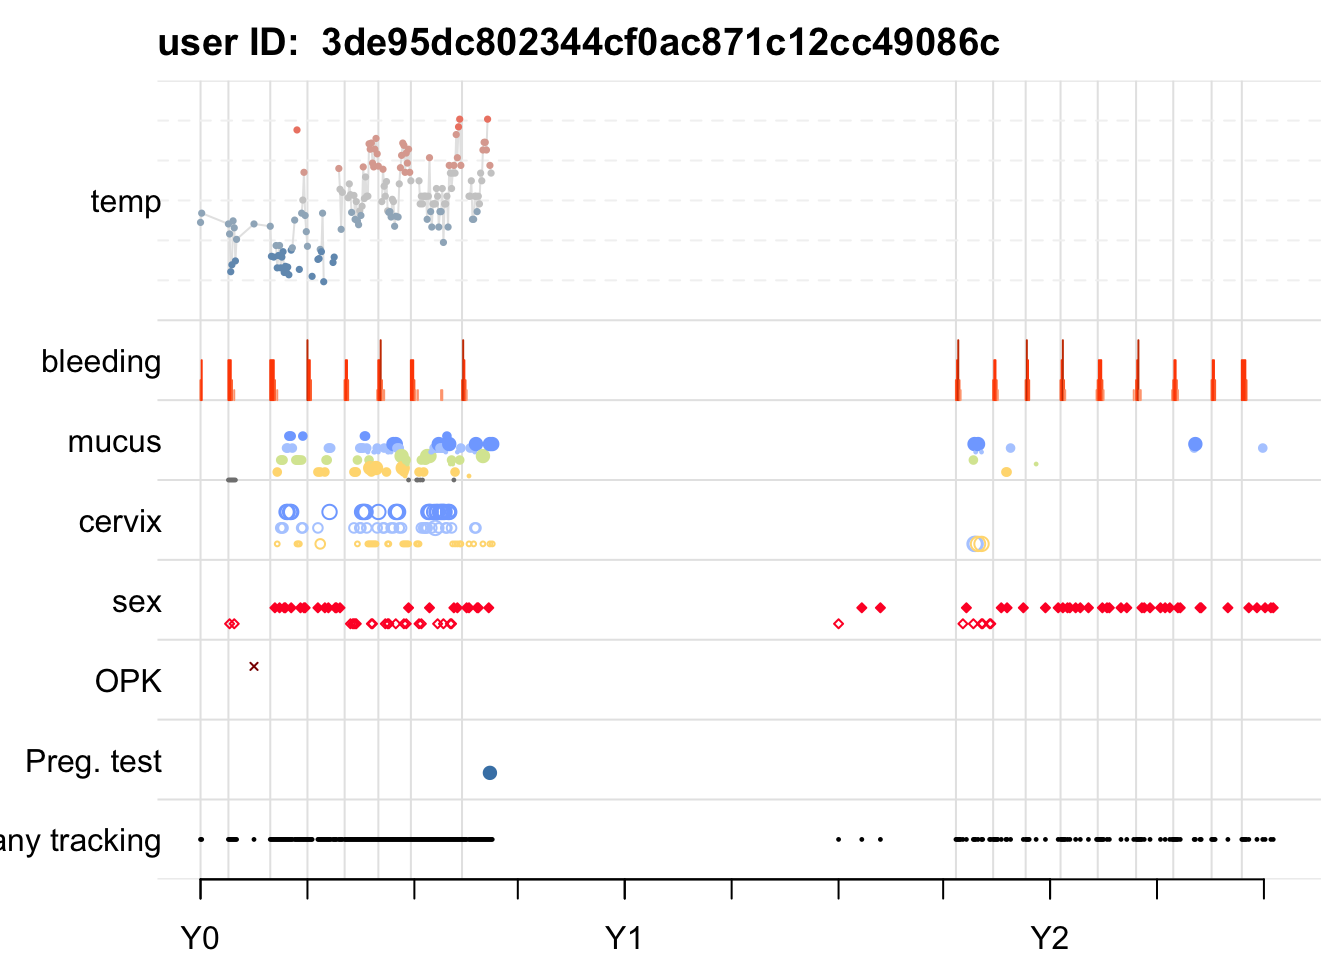 user ID:  3de95dc802344cf0ac871c12cc49086c
temp
bleeding
mucus
cervix
sex
OPK
Preg. test
any tracking
Y0 Y1 Y2